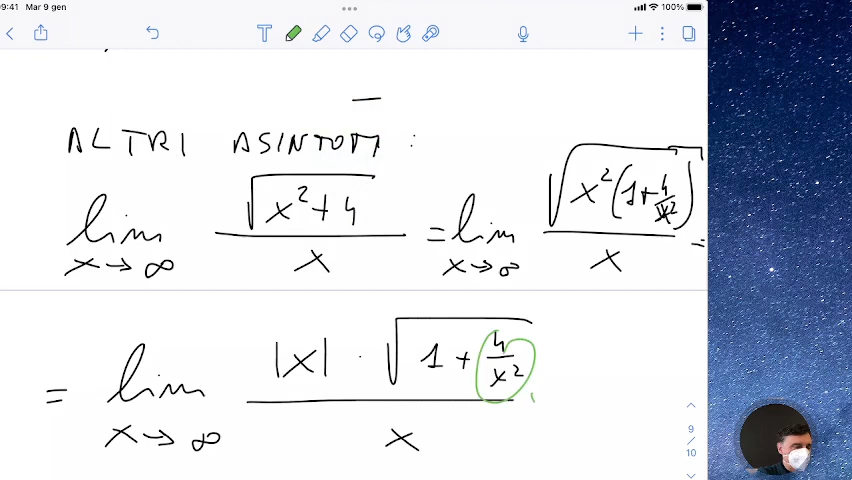 09:41 Mar 9 gen
100%
ALTRI ASINTOTI :
lim x→∞ √(x²+4) / x = lim x→∞ √(x²(1+4/x²)) / x =
= lim x→∞ |x| · √(1 + 4/x²) / x
9 / 10